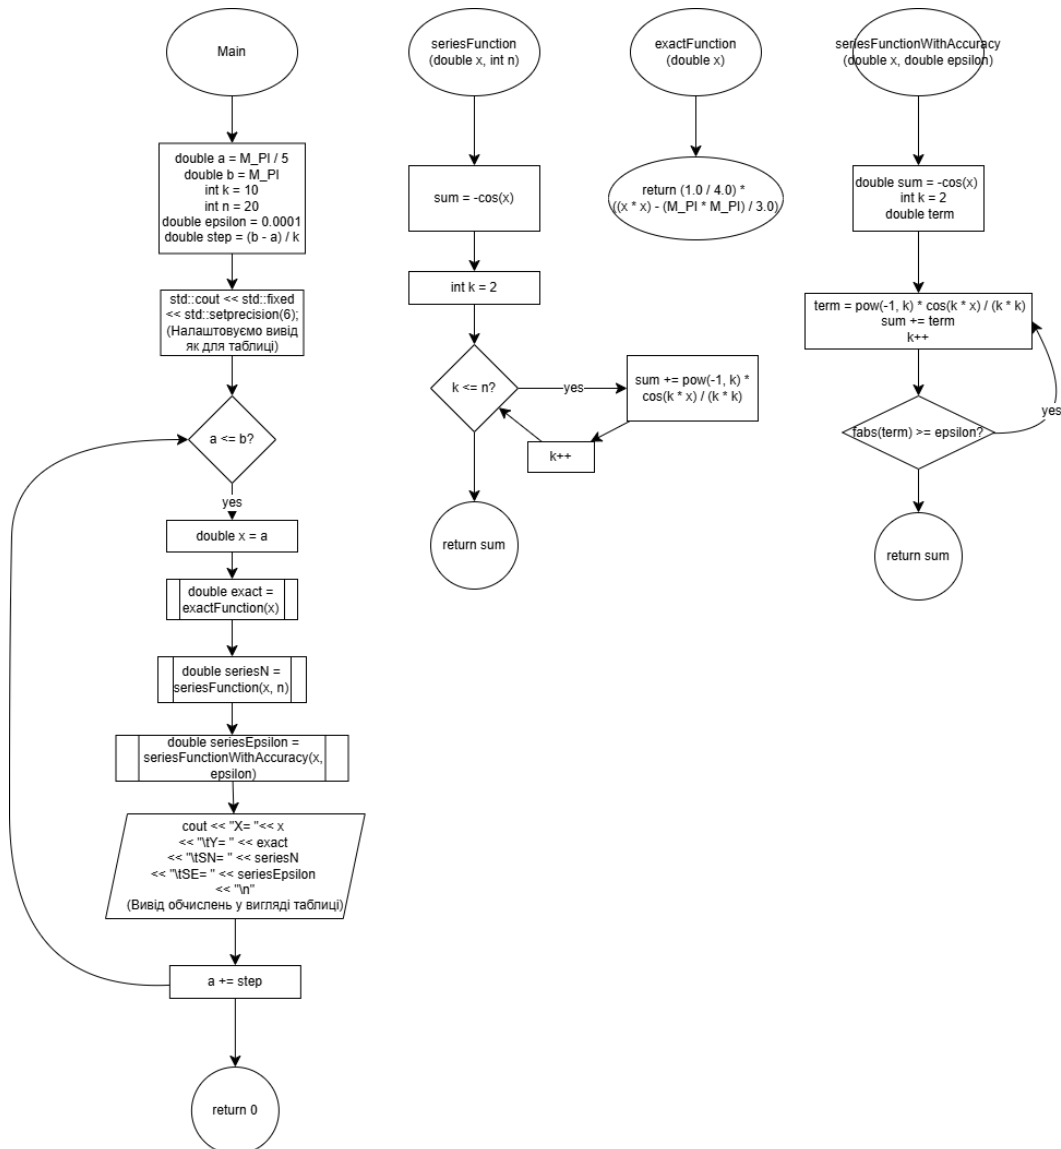 Main
double a = M_PI / 5
double b = M_PI
int k = 10
int n = 20
double epsilon = 0.0001
double step = (b - a) / k
std::cout << std::fixed
<< std::setprecision(6);
(Налаштовуємо вивід
як для таблиці)
a <= b?
yes
double x = a
double exact =
exactFunction(x)
double seriesN =
seriesFunction(x, n)
double seriesEpsilon =
seriesFunctionWithAccuracy(x,
epsilon)
cout << "X= "<< x
<< "\tY= " << exact
<< "\tSN= " << seriesN
<< "\tSE= " << seriesEpsilon
<< "\n"
(Вивід обчислень у вигляді таблиці)
a += step
return 0
seriesFunction
(double x, int n)
sum = -cos(x)
int k = 2
k <= n?
yes
sum += pow(-1, k) *
cos(k * x) / (k * k)
k++
return sum
exactFunction
(double x)
return (1.0 / 4.0) *
((x * x) - (M_PI * M_PI) / 3.0)
seriesFunctionWithAccuracy
(double x, double epsilon)
double sum = -cos(x)
int k = 2
double term
term = pow(-1, k) * cos(k * x) / (k * k)
sum += term
k++
yes
fabs(term) >= epsilon?
return sum